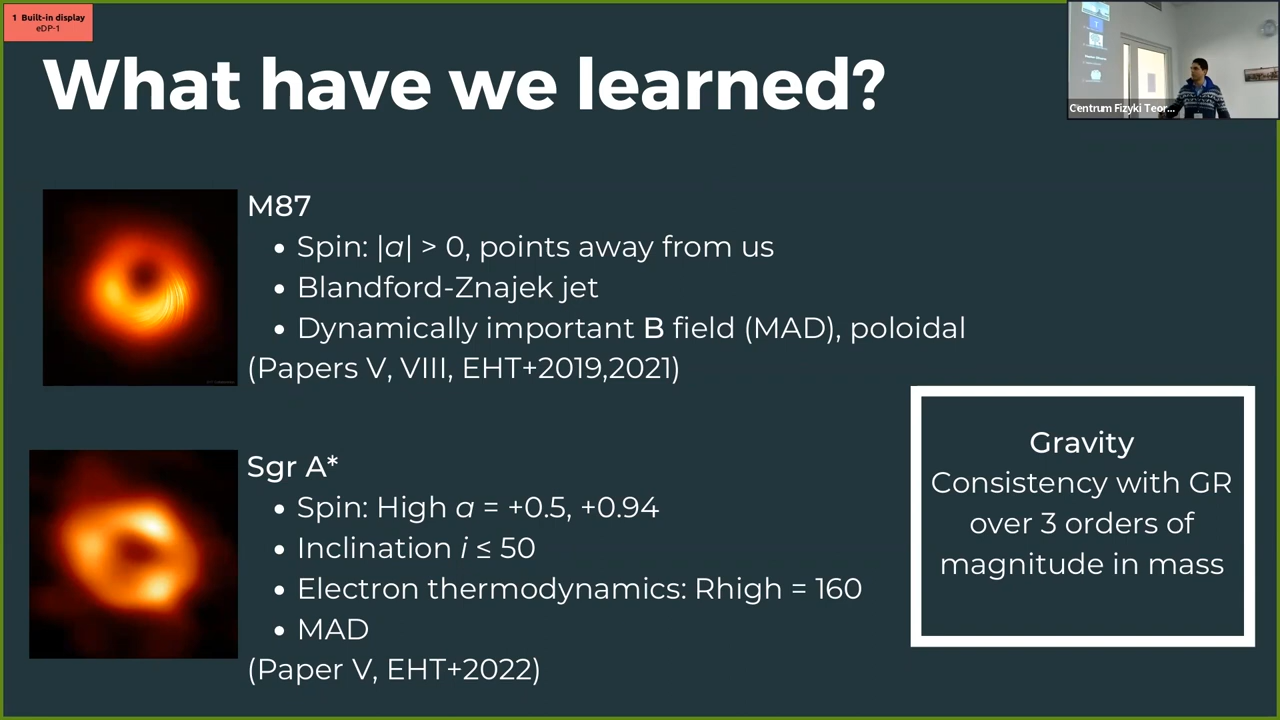 1 Built-in display
eDP-1
What have we learned?
Centrum Fizyki Teor...
M87
• Spin: |a| > 0, points away from us
• Blandford-Znajek jet
• Dynamically important B field (MAD), poloidal
(Papers V, VIII, EHT+2019,2021)
Sgr A*
• Spin: High a = +0.5, +0.94
• Inclination i ≤ 50
• Electron thermodynamics: Rhigh = 160
• MAD
(Paper V, EHT+2022)
Gravity
Consistency with GR
over 3 orders of
magnitude in mass